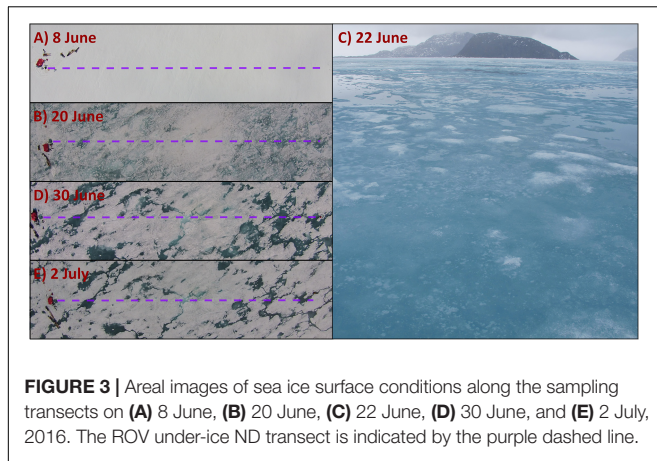 A) 8 June
C) 22 June
B) 20 June
D) 30 June
E) 2 July
FIGURE 3 | Areal images of sea ice surface conditions along the sampling
transects on (A) 8 June, (B) 20 June, (C) 22 June, (D) 30 June, and (E) 2 July,
2016. The ROV under-ice ND transect is indicated by the purple dashed line.